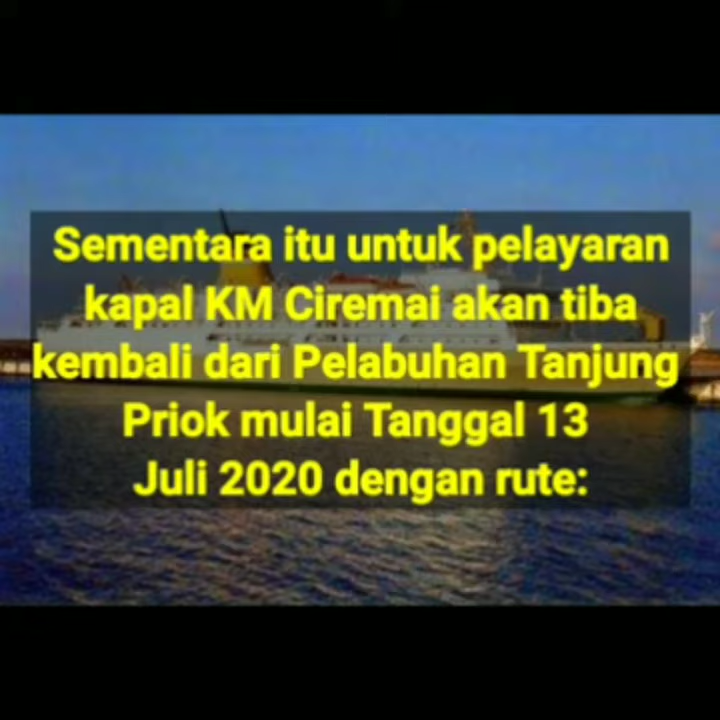 Sementara itu untuk pelayaran
kapal KM Ciremai akan tiba
kembali dari Pelabuhan Tanjung
Priok mulai Tanggal 13
Juli 2020 dengan rute: